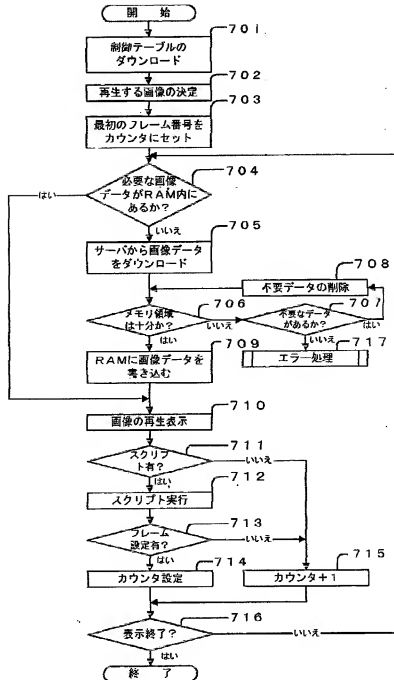 開 始
701
制御テーブルの
ダウンロード
702
再生する画像の決定
703
最初のフレーム番号を
カウンタにセット
704
必要な画像
データがRAM内に
あるか?
はい
いいえ
705
サーバから画像データ
をダウンロード
708
不要データの削除
706
メモリ領域
は十分か?
いいえ
はい
707
不要なデータ
があるか?
はい
いいえ
709
RAMに画像データを
書き込む
717
エラー処理
710
画像の再生表示
711
スクリプ
ト有?
いいえ
はい
712
スクリプト実行
713
フレーム
設定有?
いいえ
はい
714
カウンタ設定
715
カウンタ+1
716
表示終了?
いいえ
はい
終 了